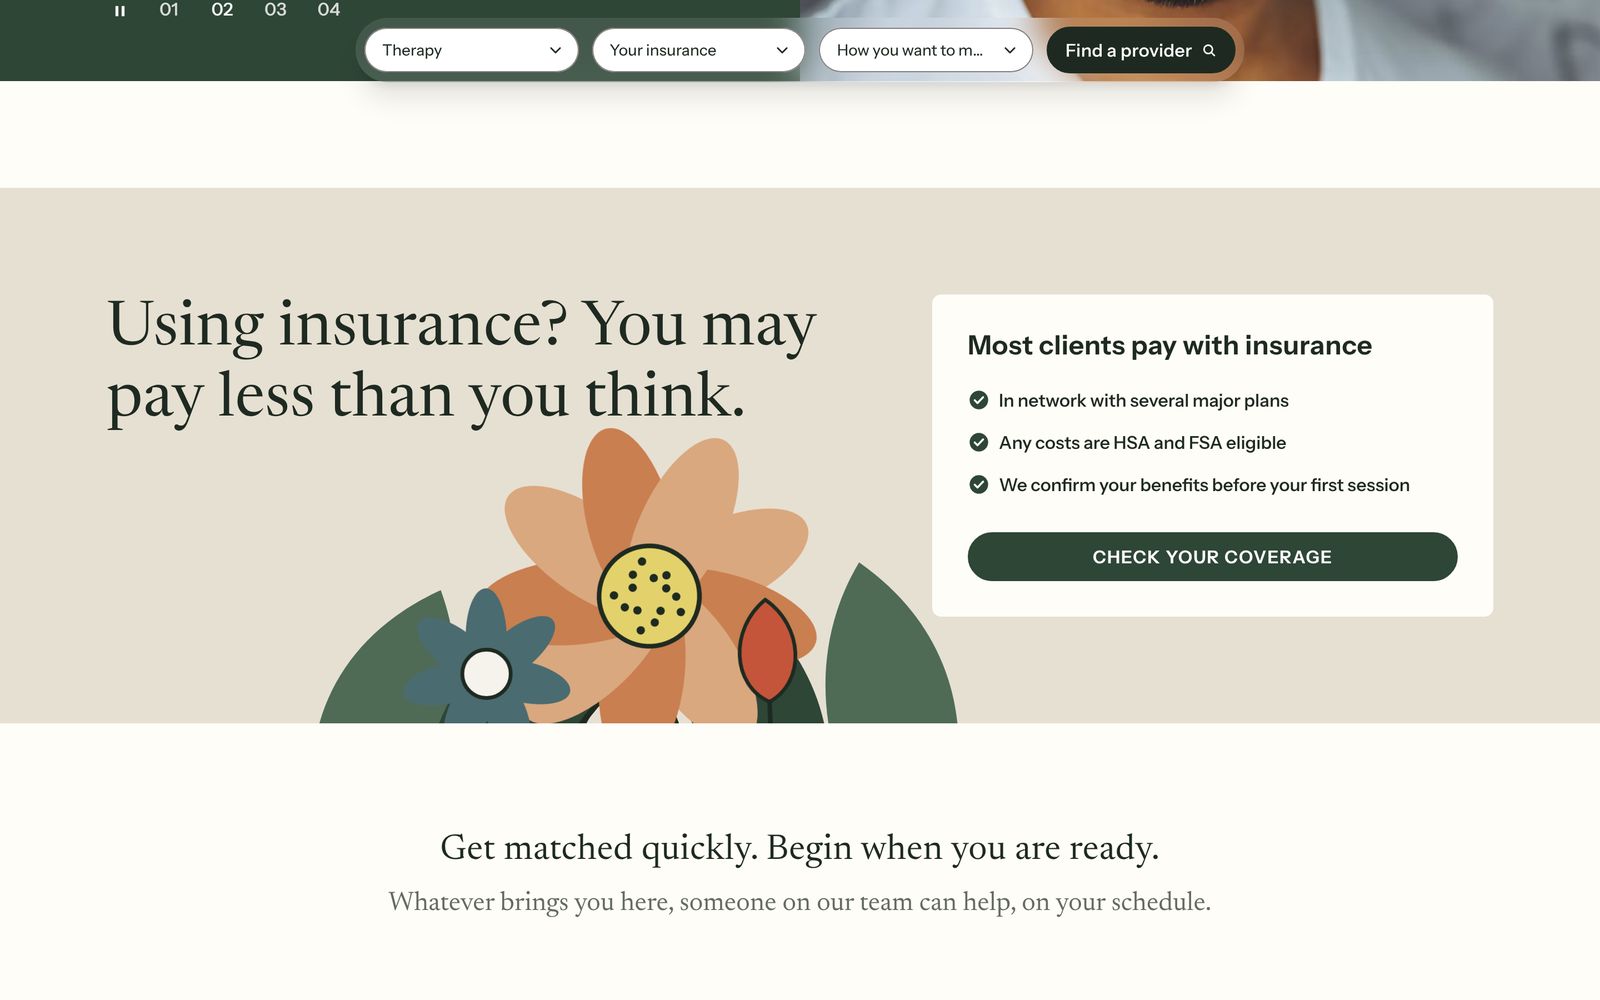 01 02 03 04
Therapy
Your insurance
How you want to m...
Find a provider
Using insurance? You may
pay less than you think.
Most clients pay with insurance
In network with several major plans
Any costs are HSA and FSA eligible
We confirm your benefits before your first session
CHECK YOUR COVERAGE
Get matched quickly. Begin when you are ready.
Whatever brings you here, someone on our team can help, on your schedule.